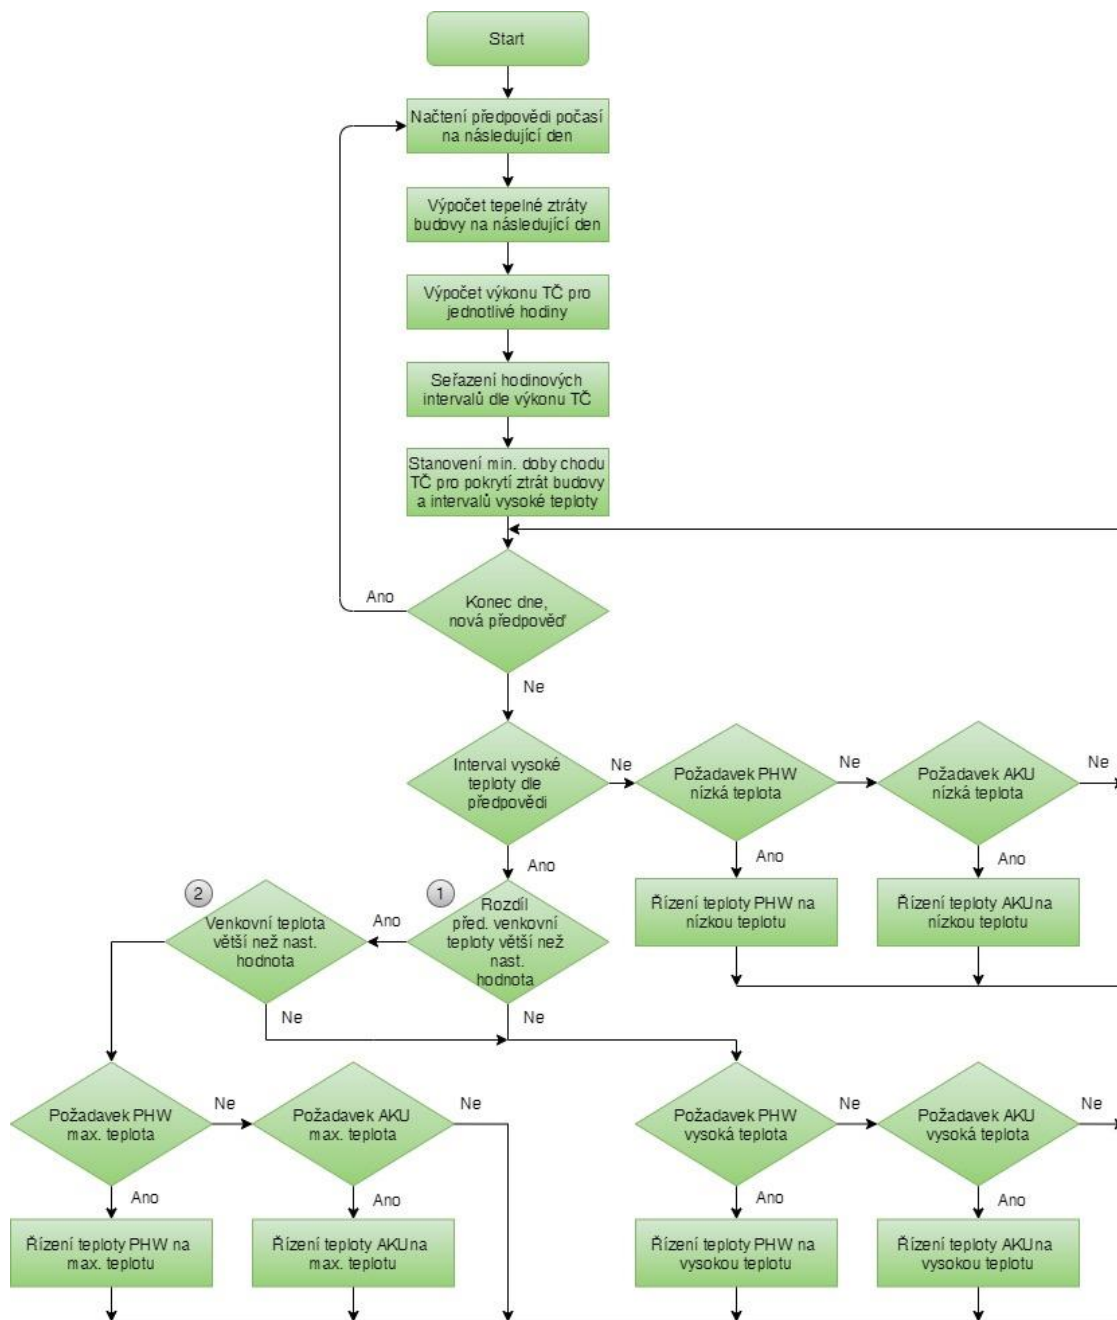 Start
Načtení předpovědi počasí
na následující den
Výpočet tepelné ztráty
budovy na následující den
Výpočet výkonu TČ pro
jednotlivé hodiny
Seřazení hodinových
intervalů dle výkonu TČ
Stanovení min. doby chodu
TČ pro pokrytí ztrát budovy
a intervalů vysoké teploty
Ano
Konec dne,
nová předpověď
Ne
Interval vysoké
teploty dle
předpovědi
Ne
Požadavek PHW
nízká teplota
Ne
Požadavek AKU
nízká teplota
Ne
Ano
Ano
Ano
2
Venkovní teplota
větší než nast.
hodnota
Ano
1
Rozdíl
před. venkovní
teploty větší než
nast.
hodnota
Řízení teploty PHW na
nízkou teplotu
Řízení teploty AKUna
nízkou teplotu
Ne
Ne
Požadavek PHW
max. teplota
Ne
Požadavek AKU
max. teplota
Ne
Požadavek PHW
vysoká teplota
Ne
Požadavek AKU
vysoká teplota
Ne
Ano
Ano
Ano
Ano
Řízení teploty PHW na
max. teplotu
Řízení teploty AKUna
max. teplotu
Řízení teploty PHW na
vysokou teplotu
Řízení teploty AKUna
vysokou teplotu